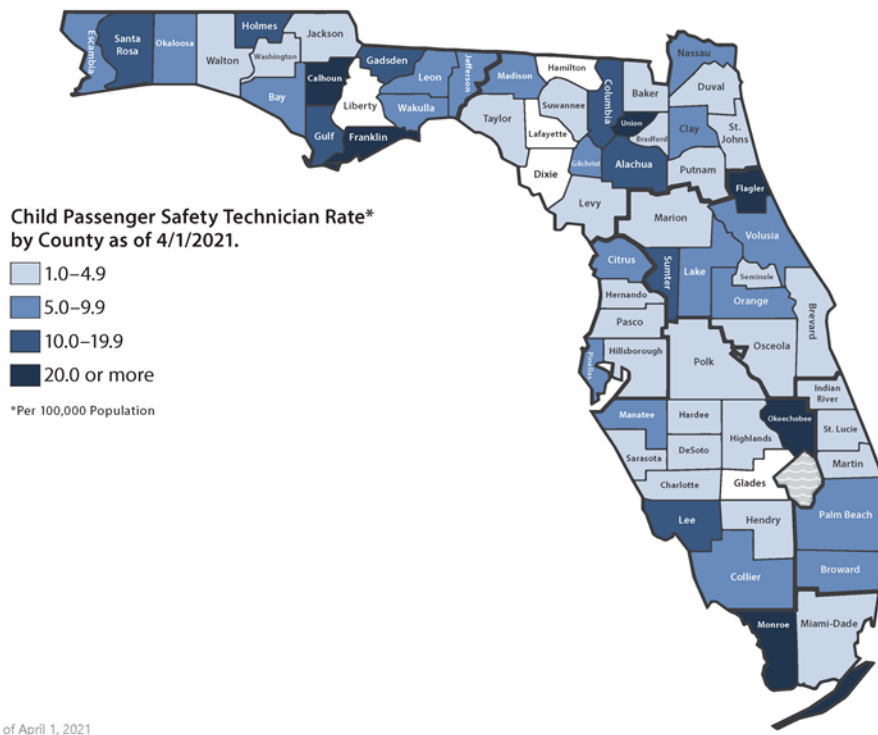 Escambia
Santa
Rosa
Okaloosa
Walton
Holmes
Washington
Jackson
Bay
Calhoun
Gulf
Liberty
Franklin
Gadsden
Leon
Wakulla
Jefferson
Madison
Taylor
Hamilton
Suwannee
Lafayette
Dixie
Columbia
Gilchrist
Levy
Baker
Union
Bradford
Alachua
Nassau
Duval
Clay
St.
Johns
Putnam
Flagler
Marion
Volusia
Citrus
Sumter
Lake
Seminole
Orange
Hernando
Pasco
Brevard
Pinellas
Hillsborough
Polk
Osceola
Indian
River
Manatee
Hardee
Highlands
Okeechobee
St. Lucie
Sarasota
DeSoto
Martin
Charlotte
Glades
Lee
Hendry
Palm Beach
Collier
Broward
Monroe
Miami-Dade
Child Passenger Safety Technician Rate*
by County as of 4/1/2021.
1.0–4.9
5.0–9.9
10.0–19.9
20.0 or more
*Per 100,000 Population
of April 1, 2021